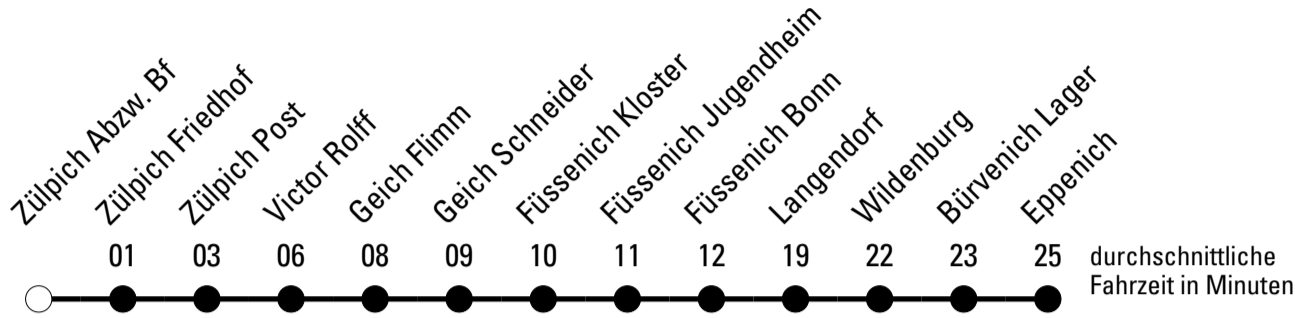 Zülpich Abzw. Bf
Zülpich Friedhof
Zülpich Post
Victor Rolff
Geich Flimm
Geich Schneider
Füssenich Kloster
Füssenich Jugendheim
Füssenich Bonn
Langendorf
Wildenburg
Bürvenich Lager
Eppenich
01 03 06 08 09 10 11 12 19 22 23 25
durchschnittliche
Fahrzeit in Minuten